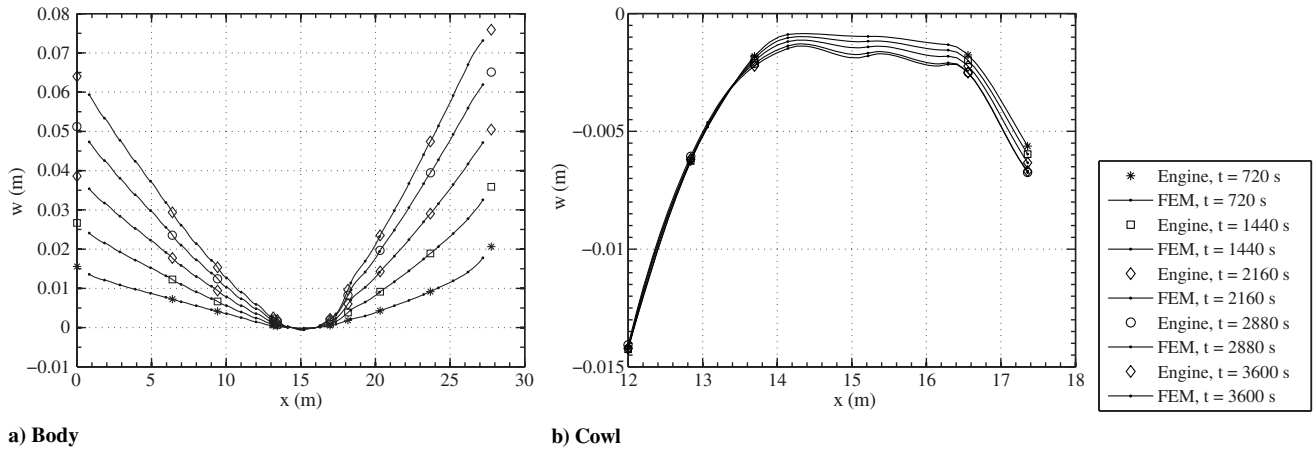 0.08
0.07
0.06
0.05
0.04
0.03
0.02
0.01
0
−0.01
w (m)
0 5 10 15 20 25 30
x (m)
a) Body
0
−0.005
−0.01
−0.015
w (m)
12 13 14 15 16 17 18
x (m)
b) Cowl
Engine, t = 720 s
FEM, t = 720 s
Engine, t = 1440 s
FEM, t = 1440 s
Engine, t = 2160 s
FEM, t = 2160 s
Engine, t = 2880 s
FEM, t = 2880 s
Engine, t = 3600 s
FEM, t = 3600 s